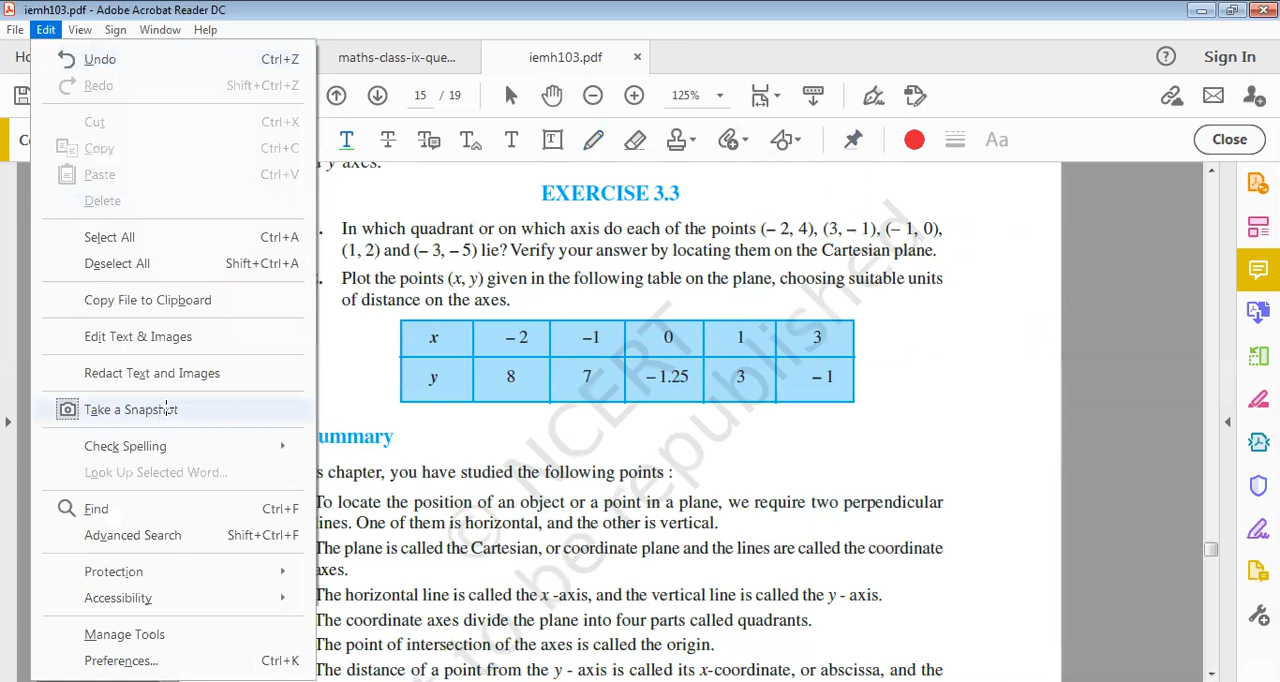 iemh103.pdf - Adobe Acrobat Reader DC
File Edit View Sign Window Help
maths-class-ix-que... iemh103.pdf × ? Sign In
15 / 19 125%
Close
Undo Ctrl+Z
Redo Shift+Ctrl+Z
Cut Ctrl+X
Copy Ctrl+C
Paste Ctrl+V
Delete
Select All Ctrl+A
Deselect All Shift+Ctrl+A
Copy File to Clipboard
Edit Text & Images
Redact Text and Images
Take a Snapshot
Check Spelling
Look Up Selected Word...
Find Ctrl+F
Advanced Search Shift+Ctrl+F
Protection
Accessibility
Manage Tools
Preferences... Ctrl+K
y axes.
EXERCISE 3.3
In which quadrant or on which axis do each of the points (– 2, 4), (3, – 1), (– 1, 0),
(1, 2) and (– 3, – 5) lie? Verify your answer by locating them on the Cartesian plane.
Plot the points (x, y) given in the following table on the plane, choosing suitable units
of distance on the axes.
x – 2 –1 0 1 3
y 8 7 – 1.25 3 – 1
ummary
s chapter, you have studied the following points :
To locate the position of an object or a point in a plane, we require two perpendicular
ines. One of them is horizontal, and the other is vertical.
The plane is called the Cartesian, or coordinate plane and the lines are called the coordinate
axes.
The horizontal line is called the x -axis, and the vertical line is called the y - axis.
The coordinate axes divide the plane into four parts called quadrants.
The point of intersection of the axes is called the origin.
The distance of a point from the y - axis is called its x-coordinate, or abscissa, and the
© NCERT
to be republished